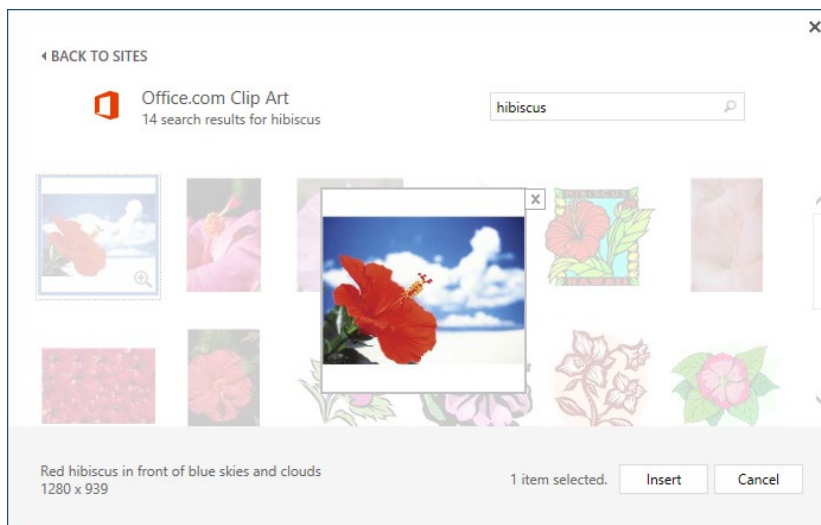 BACK TO SITES
Office.com Clip Art
14 search results for hibiscus
hibiscus
x
HIBISCUS
Red hibiscus in front of blue skies and clouds
1280 x 939
1 item selected.
Insert
Cancel